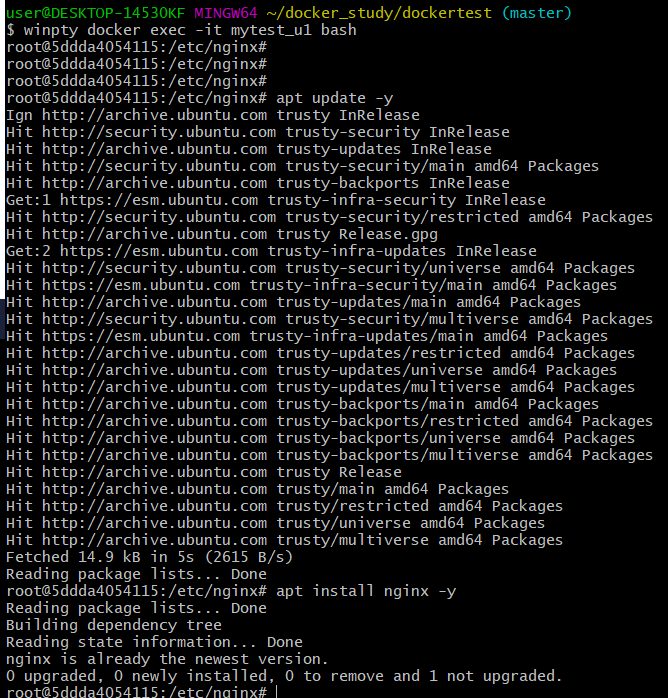 user@DESKTOP-14530KF MINGW64 ~/docker_study/dockertest (master)
$ winpty docker exec -it mytest_u1 bash
root@5ddda4054115:/etc/nginx#
root@5ddda4054115:/etc/nginx#
root@5ddda4054115:/etc/nginx#
root@5ddda4054115:/etc/nginx# apt update -y
Ign http://archive.ubuntu.com trusty InRelease
Hit http://security.ubuntu.com trusty-security InRelease
Hit http://archive.ubuntu.com trusty-updates InRelease
Hit http://security.ubuntu.com trusty-security/main amd64 Packages
Hit http://archive.ubuntu.com trusty-backports InRelease
Get:1 https://esm.ubuntu.com trusty-infra-security InRelease
Hit http://security.ubuntu.com trusty-security/restricted amd64 Packages
Hit http://archive.ubuntu.com trusty Release.gpg
Get:2 https://esm.ubuntu.com trusty-infra-updates InRelease
Hit http://security.ubuntu.com trusty-security/universe amd64 Packages
Hit https://esm.ubuntu.com trusty-infra-security/main amd64 Packages
Hit http://archive.ubuntu.com trusty-updates/main amd64 Packages
Hit http://security.ubuntu.com trusty-security/multiverse amd64 Packages
Hit https://esm.ubuntu.com trusty-infra-updates/main amd64 Packages
Hit http://archive.ubuntu.com trusty-updates/restricted amd64 Packages
Hit http://archive.ubuntu.com trusty-updates/universe amd64 Packages
Hit http://archive.ubuntu.com trusty-updates/multiverse amd64 Packages
Hit http://archive.ubuntu.com trusty-backports/main amd64 Packages
Hit http://archive.ubuntu.com trusty-backports/restricted amd64 Packages
Hit http://archive.ubuntu.com trusty-backports/universe amd64 Packages
Hit http://archive.ubuntu.com trusty-backports/multiverse amd64 Packages
Hit http://archive.ubuntu.com trusty Release
Hit http://archive.ubuntu.com trusty/main amd64 Packages
Hit http://archive.ubuntu.com trusty/restricted amd64 Packages
Hit http://archive.ubuntu.com trusty/universe amd64 Packages
Hit http://archive.ubuntu.com trusty/multiverse amd64 Packages
Fetched 14.9 kB in 5s (2615 B/s)
Reading package lists... Done
root@5ddda4054115:/etc/nginx# apt install nginx -y
Reading package lists... Done
Building dependency tree
Reading state information... Done
nginx is already the newest version.
0 upgraded, 0 newly installed, 0 to remove and 1 not upgraded.
root@5ddda4054115:/etc/nginx#